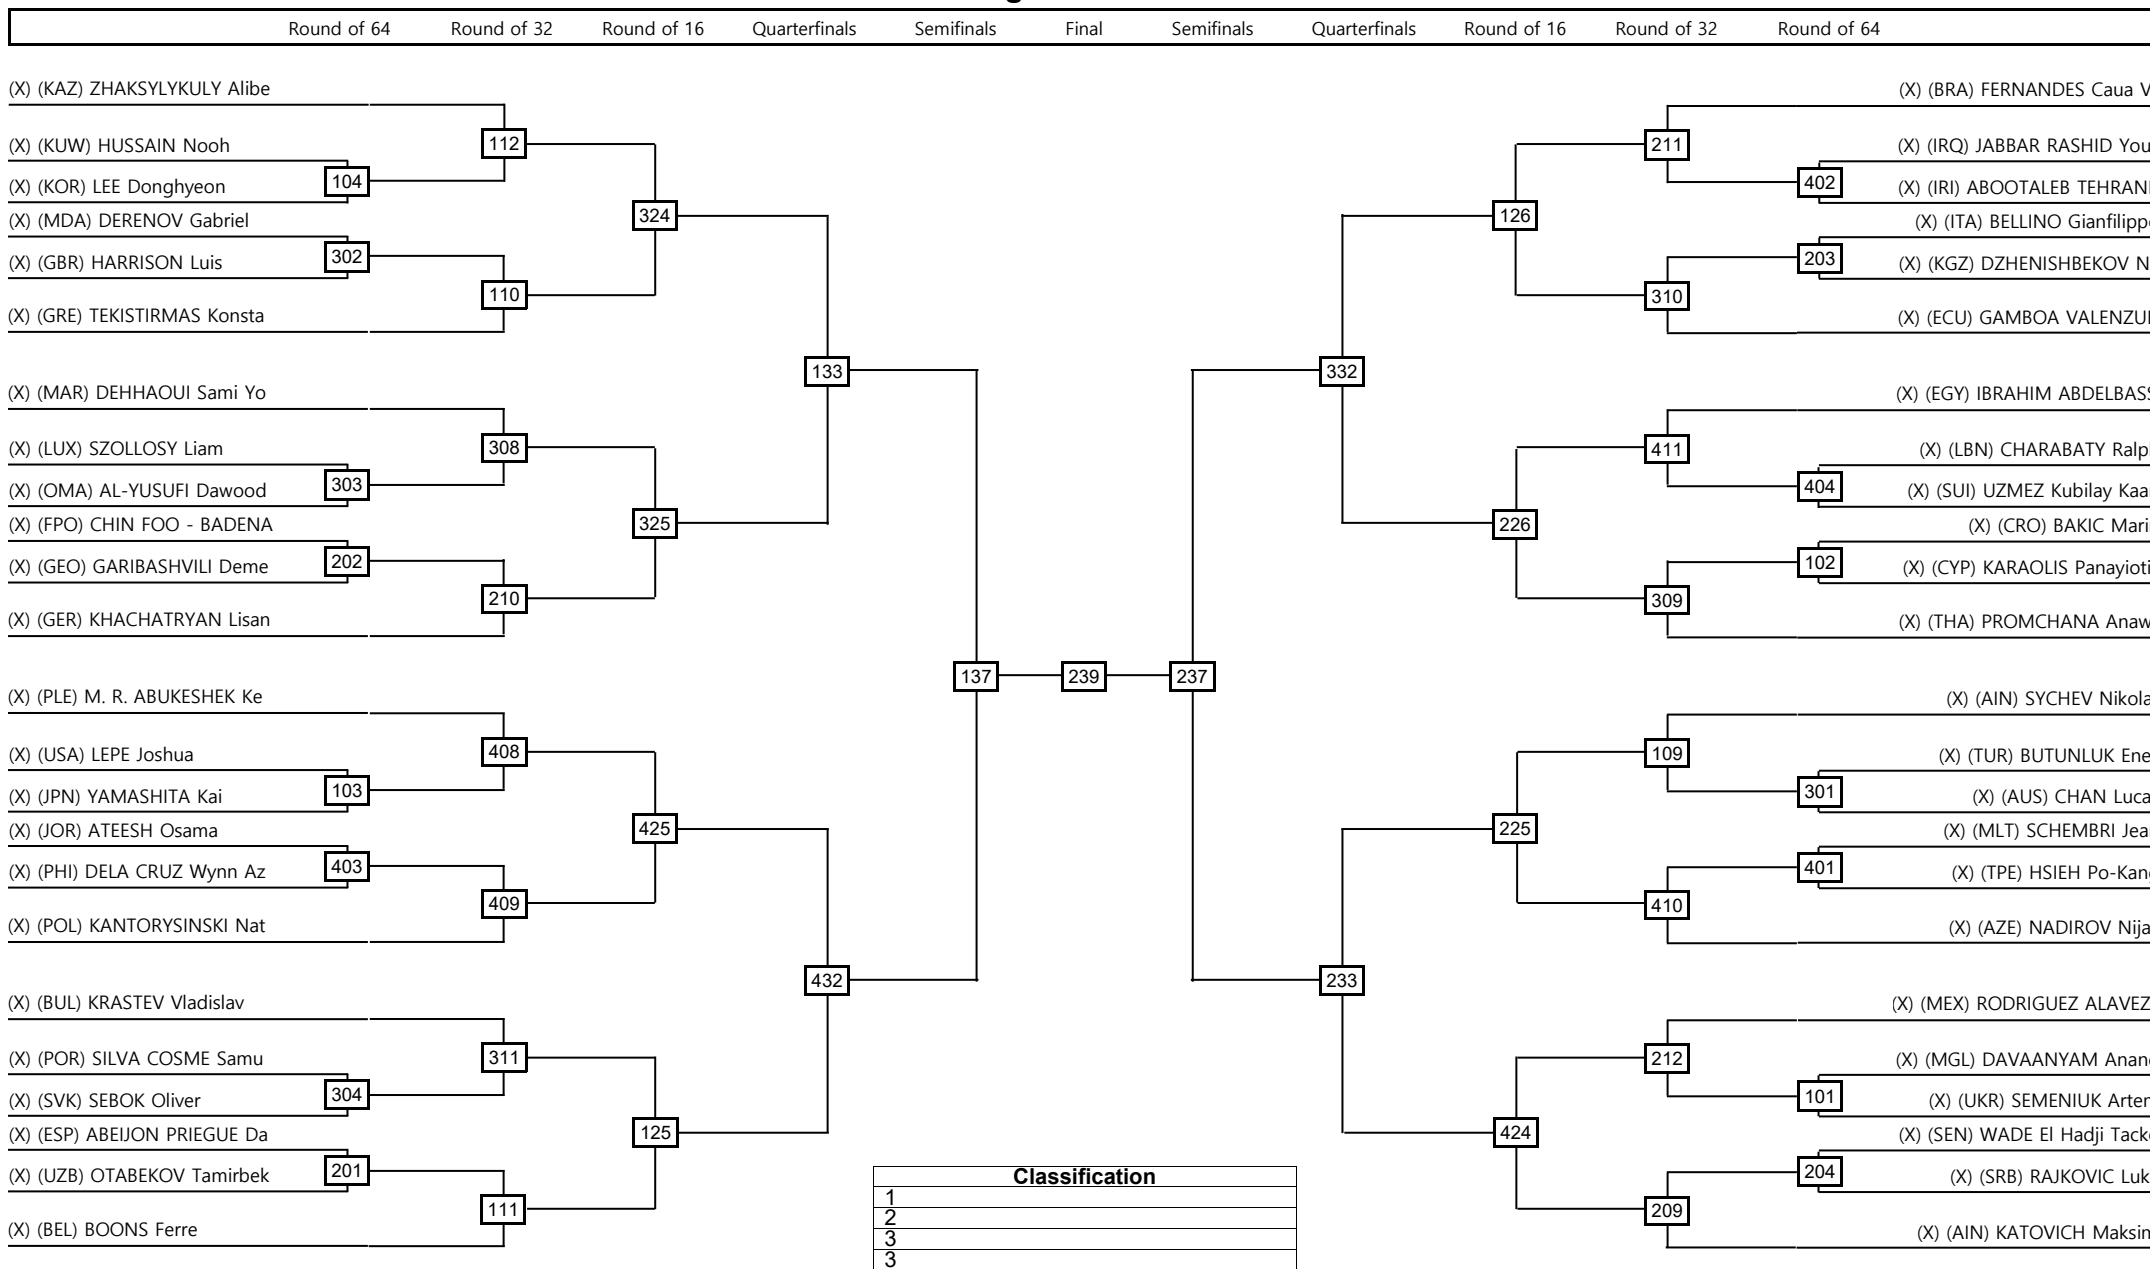 Round of 64 Round of 32 Round of 16 Quarterfinals Semifinals Final Semifinals Quarterfinals Round of 16 Round of 32 Round of 64
(X) (KAZ) ZHAKSYLYKULY Alibe
(X) (KUW) HUSSAIN Nooh
(X) (KOR) LEE Donghyeon
(X) (MDA) DERENOV Gabriel
(X) (GBR) HARRISON Luis
(X) (GRE) TEKISTIRMAS Konsta
(X) (MAR) DEHHAOUI Sami Yo
(X) (LUX) SZOLLOSY Liam
(X) (OMA) AL-YUSUFI Dawood
(X) (FPO) CHIN FOO - BADENA
(X) (GEO) GARIBASHVILI Deme
(X) (GER) KHACHATRYAN Lisan
(X) (PLE) M. R. ABUKESHEK Ke
(X) (USA) LEPE Joshua
(X) (JPN) YAMASHITA Kai
(X) (JOR) ATEESH Osama
(X) (PHI) DELA CRUZ Wynn Az
(X) (POL) KANTORYSINSKI Nat
(X) (BUL) KRASTEV Vladislav
(X) (POR) SILVA COSME Samu
(X) (SVK) SEBOK Oliver
(X) (ESP) ABEIJON PRIEGUE Da
(X) (UZB) OTABEKOV Tamirbek
(X) (BEL) BOONS Ferre
104
302
303
202
103
403
304
201
112
110
308
210
408
409
311
111
324
325
425
125
133
432
137
239
237
332
233
126
226
225
424
211
310
411
309
109
410
212
209
402
203
404
102
301
401
101
204
(X) (BRA) FERNANDES Caua V
(X) (IRQ) JABBAR RASHID You
(X) (IRI) ABOOTALEB TEHRANI
(X) (ITA) BELLINO Gianfilipp
(X) (KGZ) DZHENISHBEKOV N
(X) (ECU) GAMBOA VALENZU
(X) (EGY) IBRAHIM ABDELBASS
(X) (LBN) CHARABATY Ralp
(X) (SUI) UZMEZ Kubilay Kaa
(X) (CRO) BAKIC Mari
(X) (CYP) KARAOLIS Panayioti
(X) (THA) PROMCHANA Anaw
(X) (AIN) SYCHEV Nikola
(X) (TUR) BUTUNLUK Ene
(X) (AUS) CHAN Luca
(X) (MLT) SCHEMBRI Jea
(X) (TPE) HSIEH Po-Kan
(X) (AZE) NADIROV Nija
(X) (MEX) RODRIGUEZ ALAVEZ
(X) (MGL) DAVAANYAM Anan
(X) (UKR) SEMENIUK Arte
(X) (SEN) WADE El Hadji Tack
(X) (SRB) RAJKOVIC Luk
(X) (AIN) KATOVICH Maksi
Classification
1
2
3
3